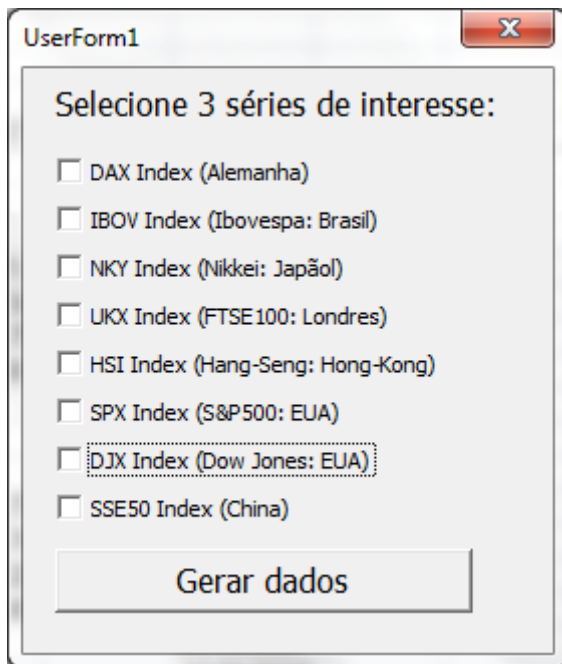 UserForm1
Selecione 3 séries de interesse:
DAX Index (Alemanha)
IBOV Index (Ibovespa: Brasil)
NKY Index (Nikkei: Japãol)
UKX Index (FTSE100: Londres)
HSI Index (Hang-Seng: Hong-Kong)
SPX Index (S&P500: EUA)
DJX Index (Dow Jones: EUA)
SSE50 Index (China)
Gerar dados